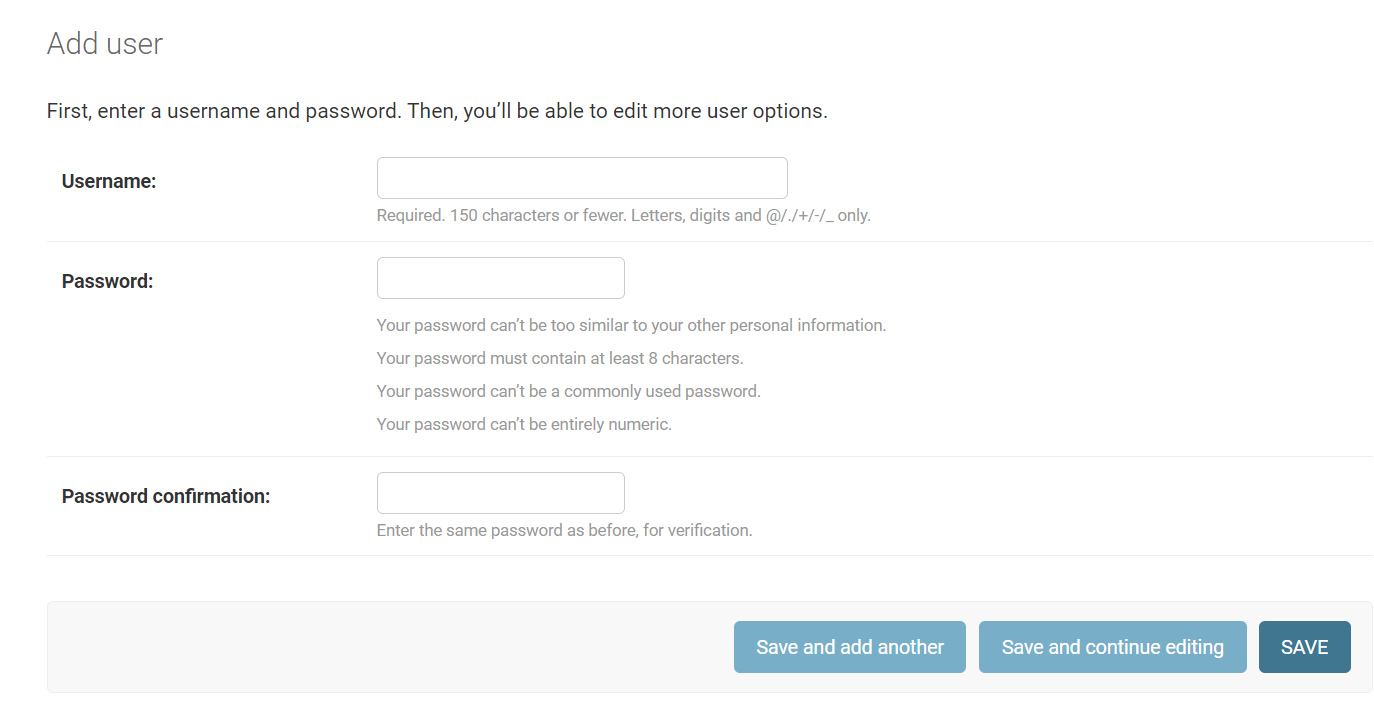 Add user
First, enter a username and password. Then, you’ll be able to edit more user options.
Username:
Required. 150 characters or fewer. Letters, digits and @/./+/-/_ only.
Password:
Your password can’t be too similar to your other personal information.
Your password must contain at least 8 characters.
Your password can’t be a commonly used password.
Your password can’t be entirely numeric.
Password confirmation:
Enter the same password as before, for verification.
Save and add another
Save and continue editing
SAVE